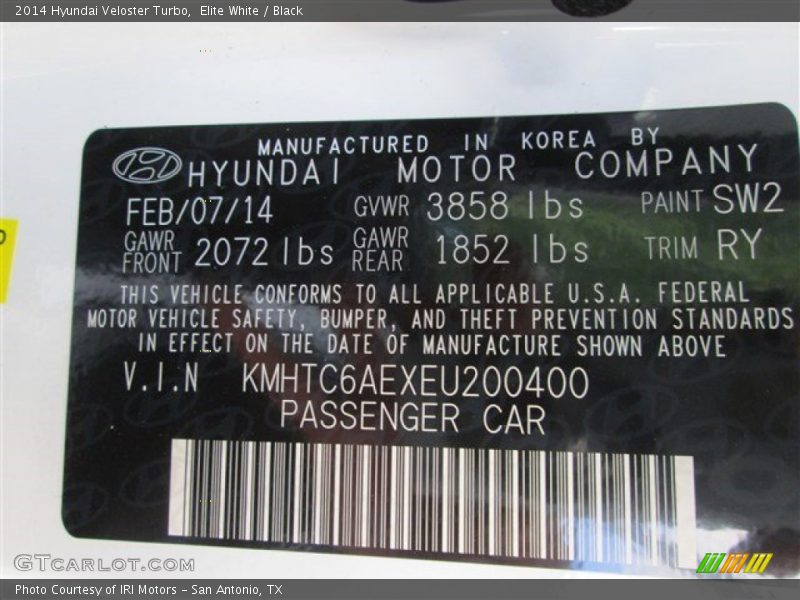 2014 Hyundai Veloster Turbo,  Elite White / Black
MANUFACTURED IN KOREA BY
HYUNDAI MOTOR COMPANY
FEB/07/14 GVWR 3858 lbs PAINT SW2
GAWR FRONT 2072 lbs GAWR REAR 1852 lbs TRIM RY
THIS VEHICLE CONFORMS TO ALL APPLICABLE U.S.A. FEDERAL
MOTOR VEHICLE SAFETY, BUMPER, AND THEFT PREVENTION STANDARDS
IN EFFECT ON THE DATE OF MANUFACTURE SHOWN ABOVE
V.I.N KMHTC6AEXEU200400
PASSENGER CAR
GTCARLOT.COM
Photo Courtesy of IRI Motors - San Antonio, TX